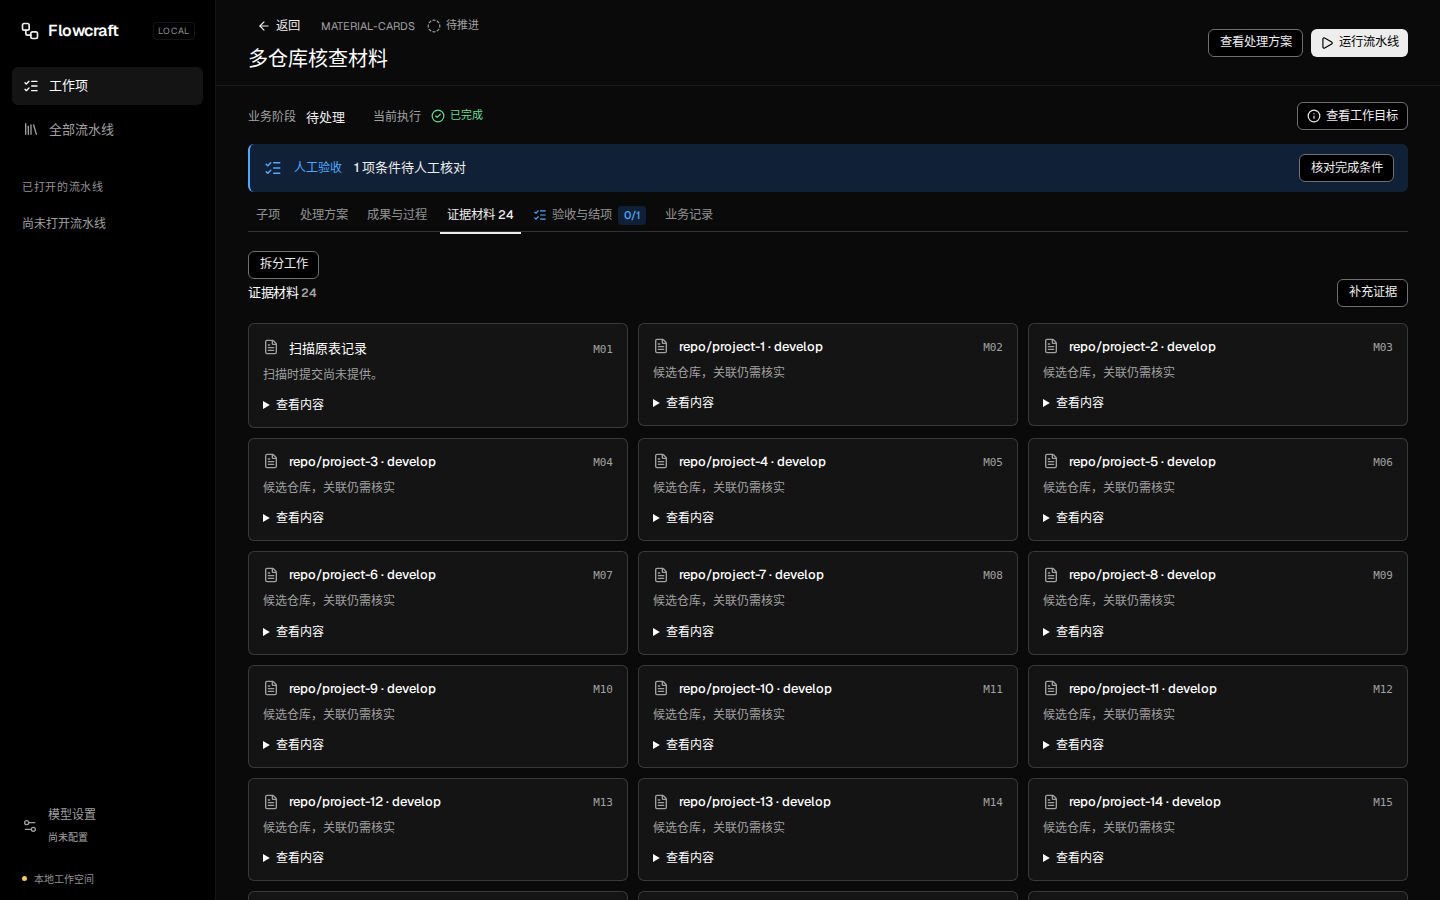 Flowcraft LOCAL
工作项
全部流水线
已打开的流水线
尚未打开流水线
模型设置
尚未配置
本地工作空间
返回 MATERIAL-CARDS 待推进
多仓库核查材料
查看处理方案 运行流水线
业务阶段 待处理 当前执行 已完成 查看工作目标
人工验收 1 项条件待人工核对 核对完成条件
子项 处理方案 成果与过程 证据材料 24 验收与结项 0/1 业务记录
拆分工作
证据材料 24 补充证据
扫描原表记录 M01
扫描时提交尚未提供。
查看内容
repo/project-1 · develop M02
候选仓库，关联仍需核实
查看内容
repo/project-2 · develop M03
候选仓库，关联仍需核实
查看内容
repo/project-3 · develop M04
候选仓库，关联仍需核实
查看内容
repo/project-4 · develop M05
候选仓库，关联仍需核实
查看内容
repo/project-5 · develop M06
候选仓库，关联仍需核实
查看内容
repo/project-6 · develop M07
候选仓库，关联仍需核实
查看内容
repo/project-7 · develop M08
候选仓库，关联仍需核实
查看内容
repo/project-8 · develop M09
候选仓库，关联仍需核实
查看内容
repo/project-9 · develop M10
候选仓库，关联仍需核实
查看内容
repo/project-10 · develop M11
候选仓库，关联仍需核实
查看内容
repo/project-11 · develop M12
候选仓库，关联仍需核实
查看内容
repo/project-12 · develop M13
候选仓库，关联仍需核实
查看内容
repo/project-13 · develop M14
候选仓库，关联仍需核实
查看内容
repo/project-14 · develop M15
候选仓库，关联仍需核实
查看内容